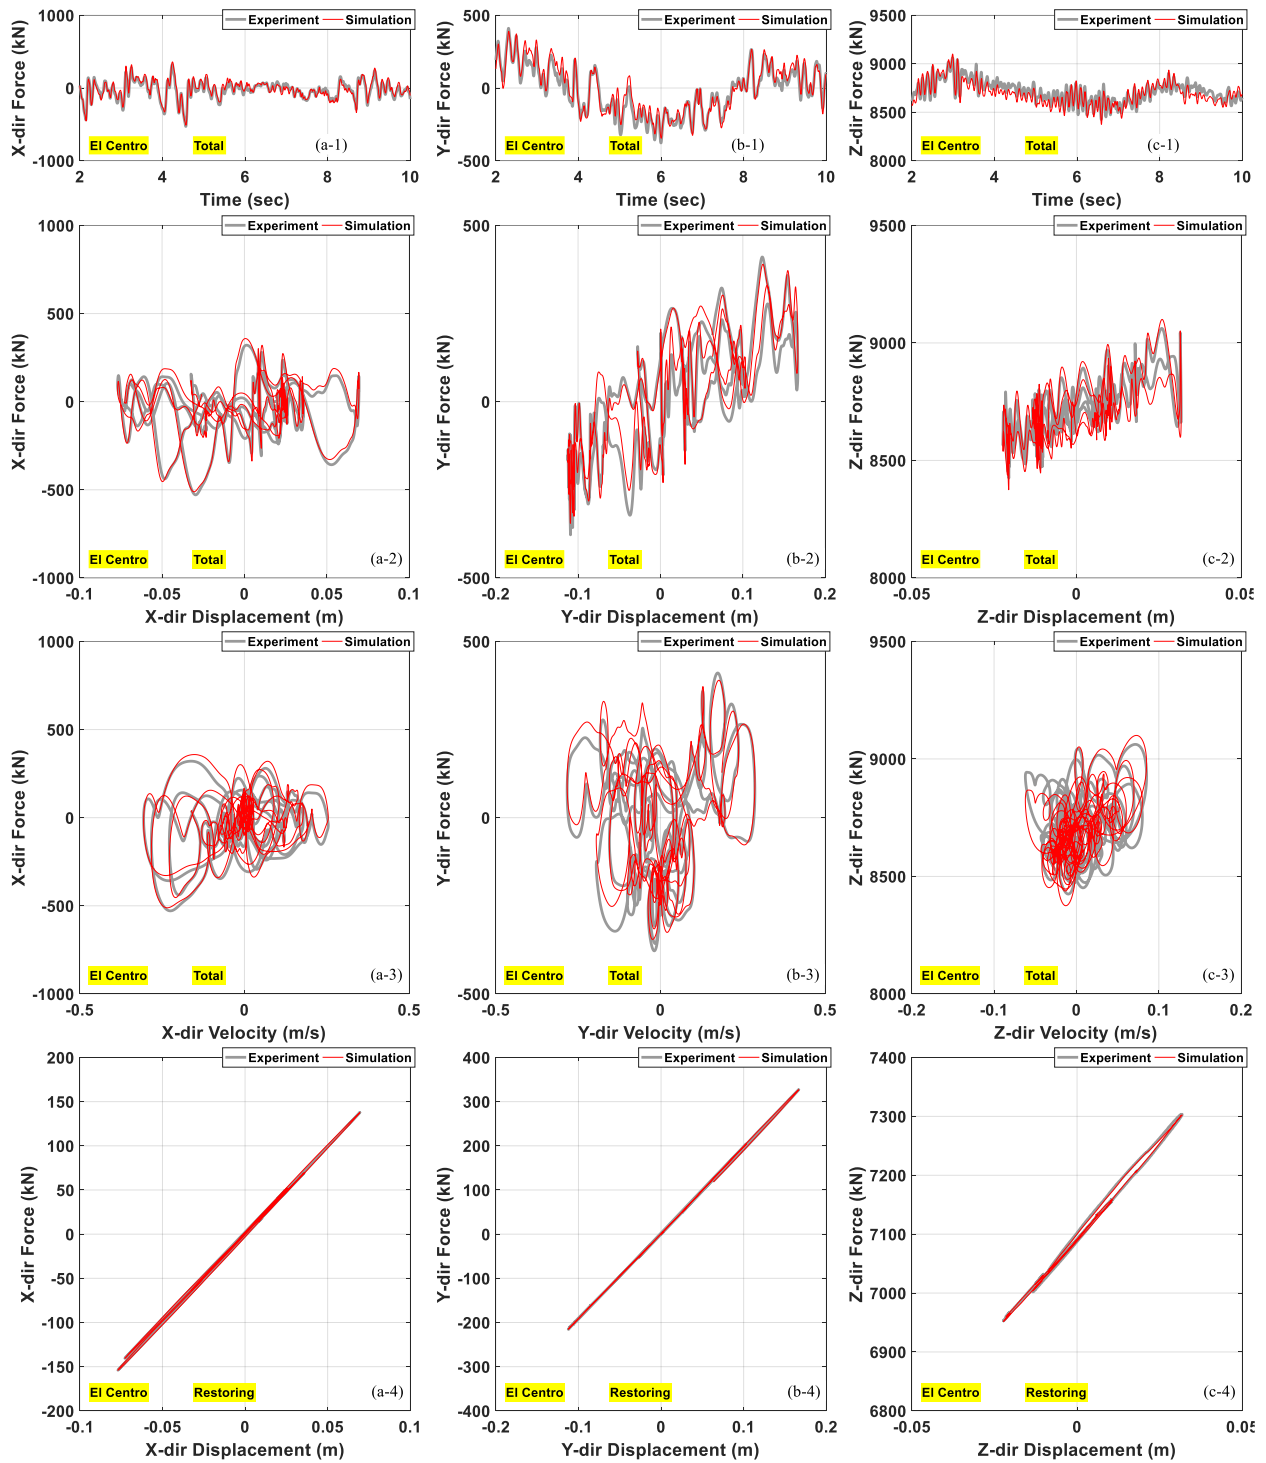 Experiment Simulation
X-dir Force (kN)
1000
0
-1000
El Centro Total (a-1)
2 4 6 8 10
Time (sec)
Experiment Simulation
Y-dir Force (kN)
500
0
-500
El Centro Total (b-1)
2 4 6 8 10
Time (sec)
Experiment Simulation
Z-dir Force (kN)
9500
9000
8500
8000
El Centro Total (c-1)
2 4 6 8 10
Time (sec)
Experiment Simulation
X-dir Force (kN)
1000
500
0
-500
-1000
El Centro Total (a-2)
-0.1 -0.05 0 0.05 0.1
X-dir Displacement (m)
Experiment Simulation
Y-dir Force (kN)
500
0
-500
El Centro Total (b-2)
-0.2 -0.1 0 0.1 0.2
Y-dir Displacement (m)
Experiment Simulation
Z-dir Force (kN)
9500
9000
8500
8000
El Centro Total (c-2)
-0.05 0 0.05
Z-dir Displacement (m)
Experiment Simulation
X-dir Force (kN)
1000
500
0
-500
-1000
El Centro Total (a-3)
-0.5 0 0.5
X-dir Velocity (m/s)
Experiment Simulation
Y-dir Force (kN)
500
0
-500
El Centro Total (b-3)
-0.5 0 0.5
Y-dir Velocity (m/s)
Experiment Simulation
Z-dir Force (kN)
9500
9000
8500
8000
El Centro Total (c-3)
-0.2 -0.1 0 0.1 0.2
Z-dir Velocity (m/s)
Experiment Simulation
X-dir Force (kN)
200
150
100
50
0
-50
-100
-150
-200
El Centro Restoring (a-4)
-0.1 -0.05 0 0.05 0.1
X-dir Displacement (m)
Experiment Simulation
Y-dir Force (kN)
400
300
200
100
0
-100
-200
-300
-400
El Centro Restoring (b-4)
-0.2 -0.1 0 0.1 0.2
Y-dir Displacement (m)
Experiment Simulation
Z-dir Force (kN)
7400
7300
7200
7100
7000
6900
6800
El Centro Restoring (c-4)
-0.05 0 0.05
Z-dir Displacement (m)